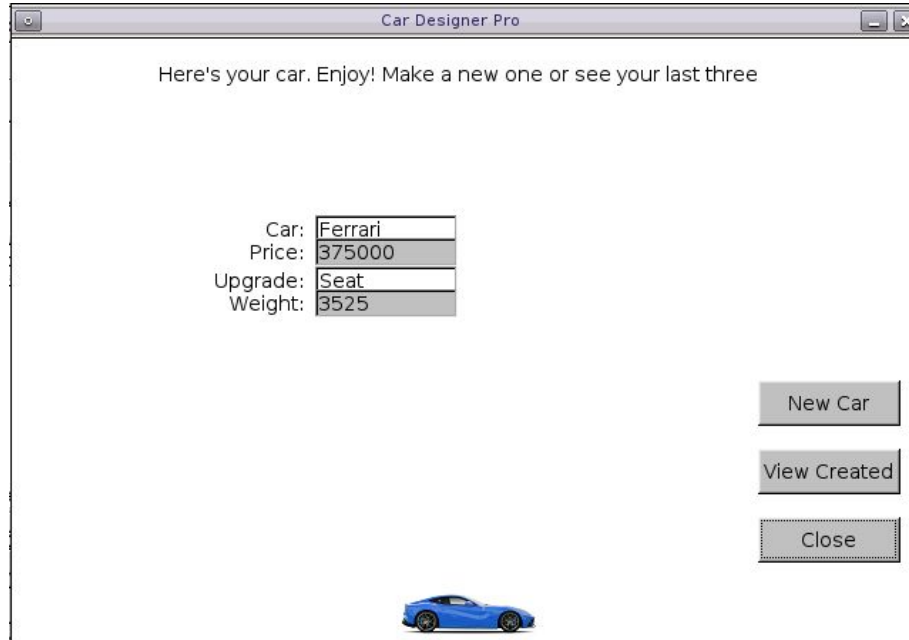 Car Designer Pro
Here's your car. Enjoy! Make a new one or see your last three
Car: Ferrari
Price: 375000
Upgrade: Seat
Weight: 3525
New Car
View Created
Close